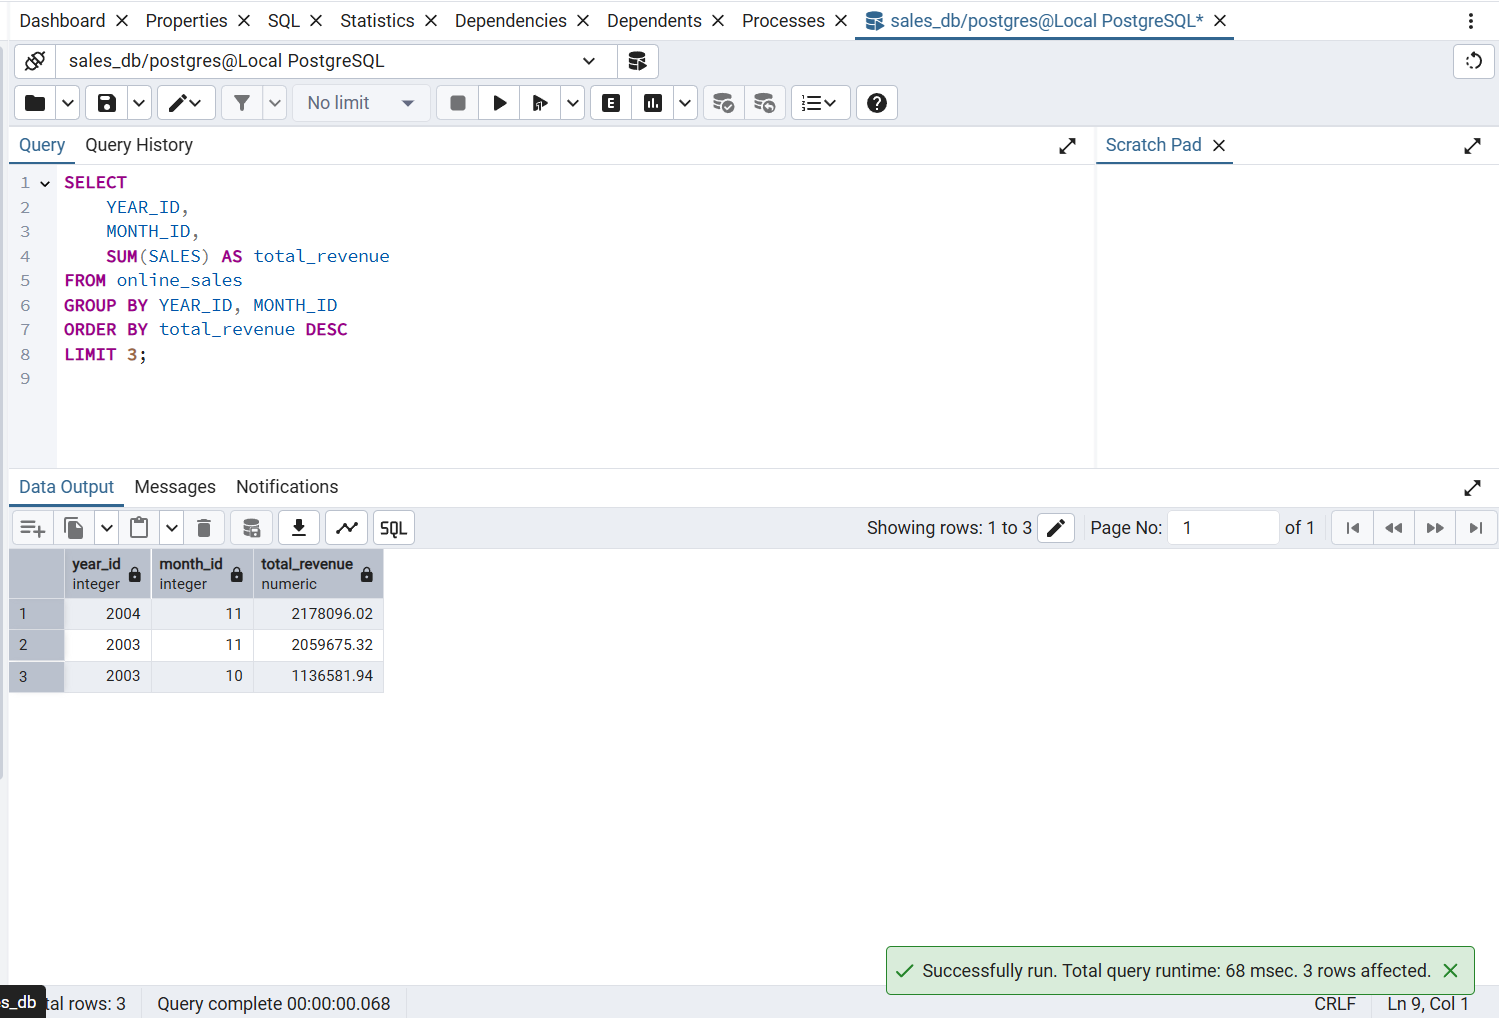 Dashboard Properties SQL Statistics Dependencies Dependents Processes sales_db/postgres@Local PostgreSQL*
sales_db/postgres@Local PostgreSQL
No limit E
Query Query History Scratch Pad
1 SELECT
2 YEAR_ID,
3 MONTH_ID,
4 SUM(SALES) AS total_revenue
5 FROM online_sales
6 GROUP BY YEAR_ID, MONTH_ID
7 ORDER BY total_revenue DESC
8 LIMIT 3;
9
Data Output Messages Notifications
SQL Showing rows: 1 to 3 Page No: 1 of 1
year_id month_id total_revenue
integer integer numeric
1 2004 11 2178096.02
2 2003 11 2059675.32
3 2003 10 1136581.94
Successfully run. Total query runtime: 68 msec. 3 rows affected.
s_db tal rows: 3 Query complete 00:00:00.068 CRLF Ln 9, Col 1